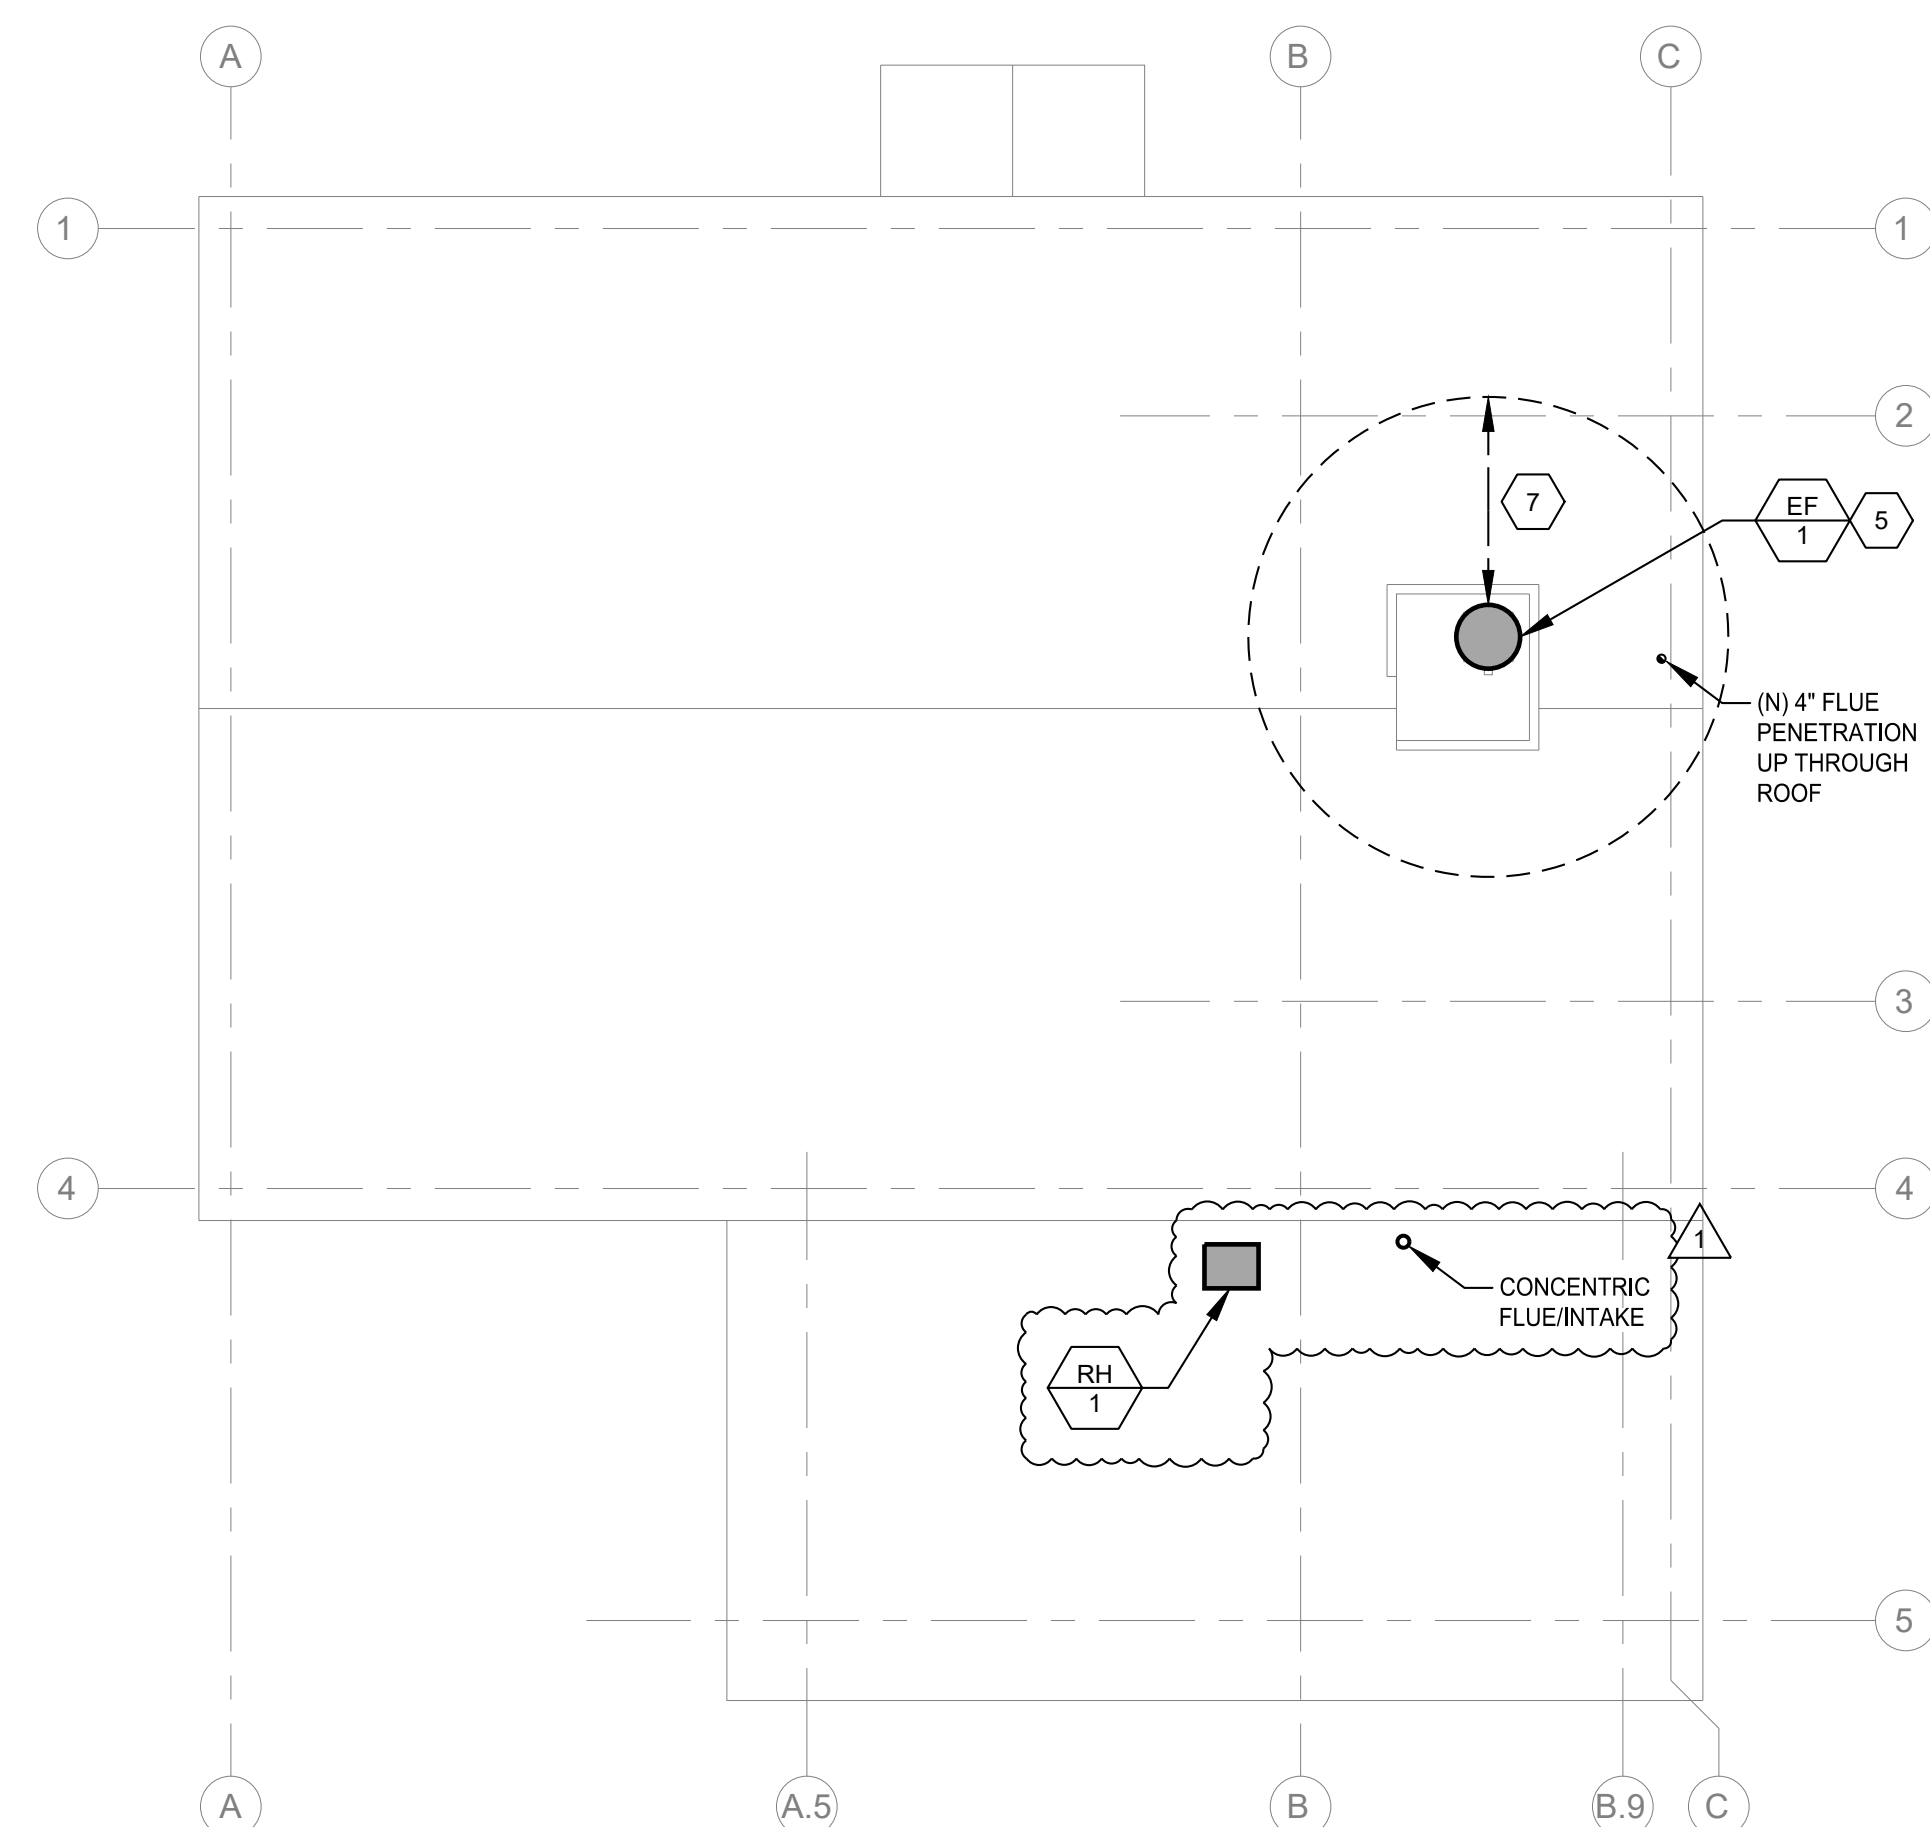 A
B
C
1
1
2
7
EF
1
5
(N) 4" FLUE
PENETRATION
UP THROUGH
ROOF
3
4
4
1
CONCENTRIC
FLUE/INTAKE
RH
1
5
A
A.5
B
B.9
C